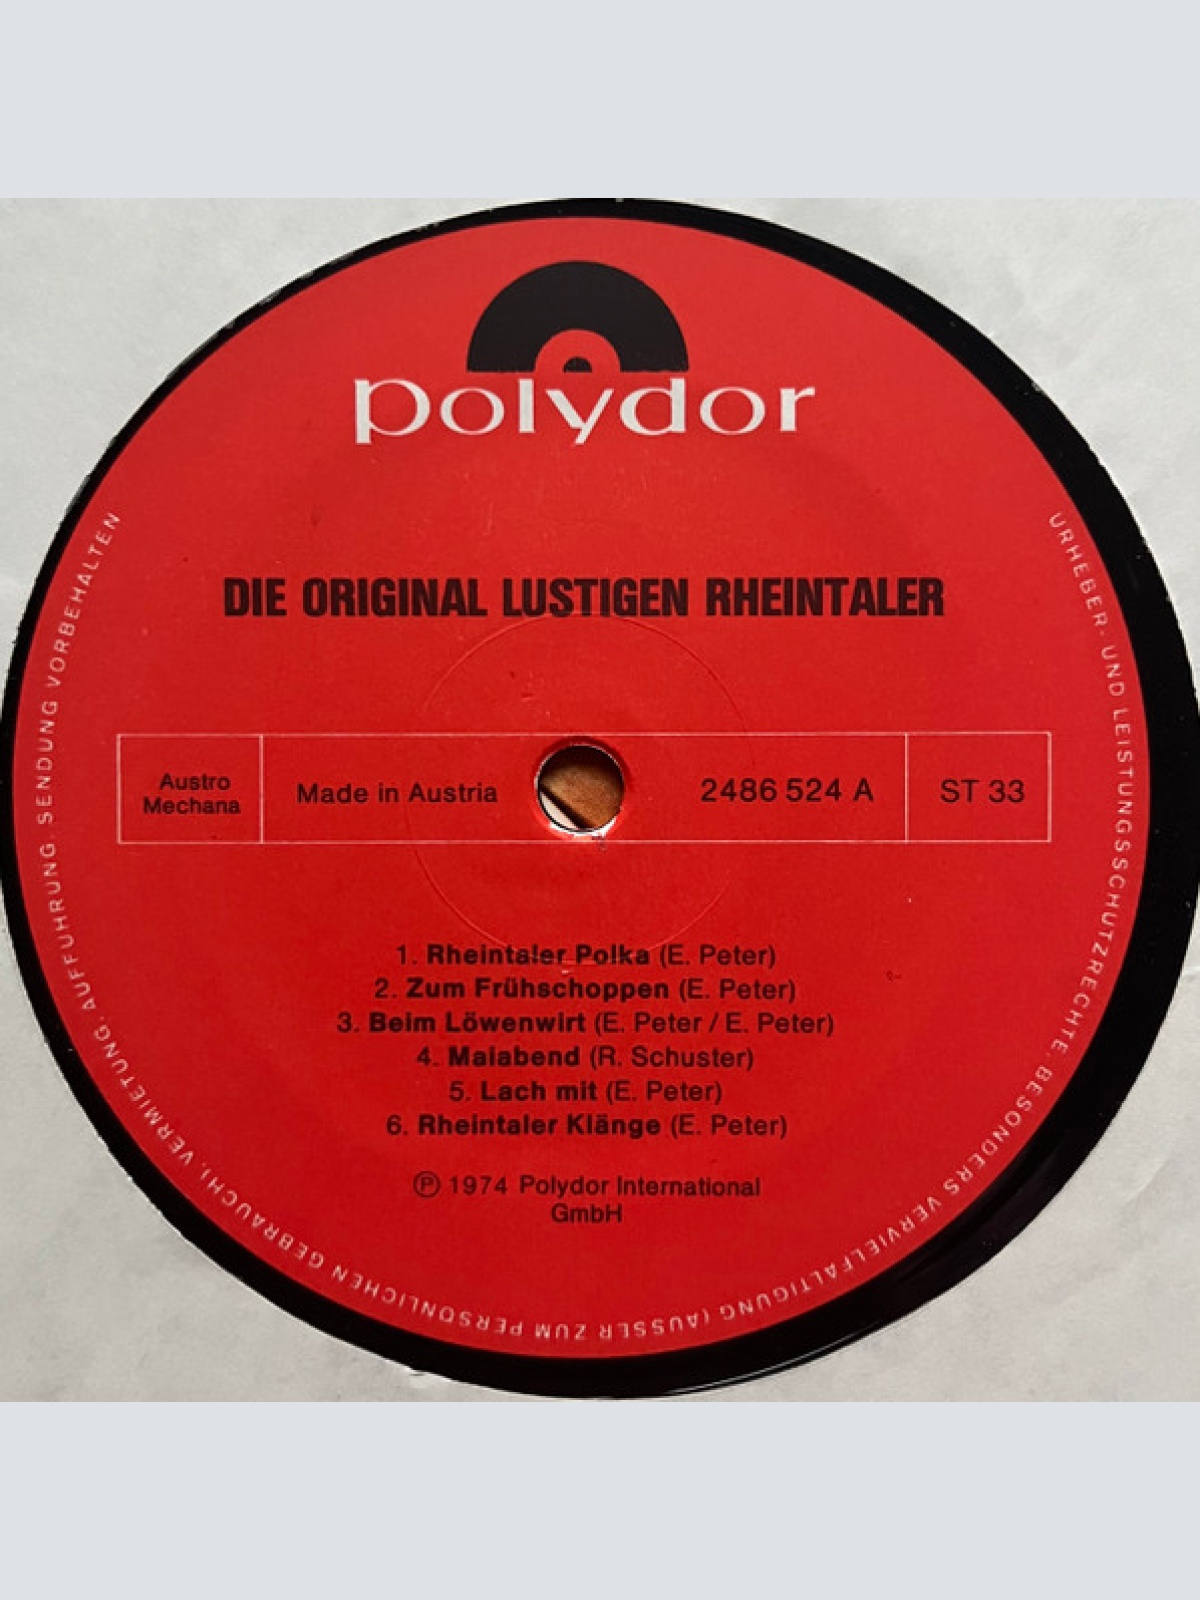 polydor
DIE ORIGINAL LUSTIGEN RHEINTALER
Austro
Mechana
Made in Austria
2486 524 A
ST 33
1. Rheintaler Polka (E. Peter)
2. Zum Frühschoppen (E. Peter)
3. Beim Löwenwirt (E. Peter / E. Peter)
4. Maiabend (R. Schuster)
5. Lach mit (E. Peter)
6. Rheintaler Klänge (E. Peter)
℗ 1974 Polydor International
GmbH
URHEBER- UND LEISTUNGSSCHUTZRECHTE, BESONDERS VERVIELFÄLTIGUNG (AUSSER ZUM PERSÖNLICHEN GEBRAUCH), VERMIETUNG, AUFFÜHRUNG, SENDUNG VORBEHALTEN